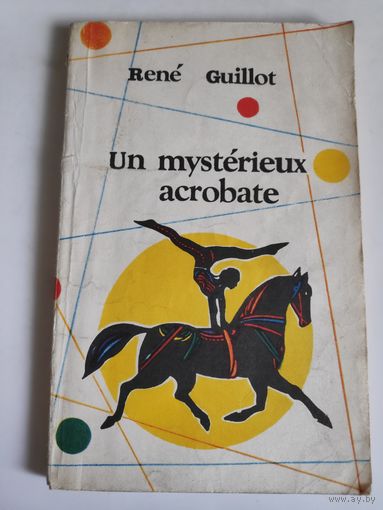 René Guillot
Un mystérieux
acrobate
www.ay.by